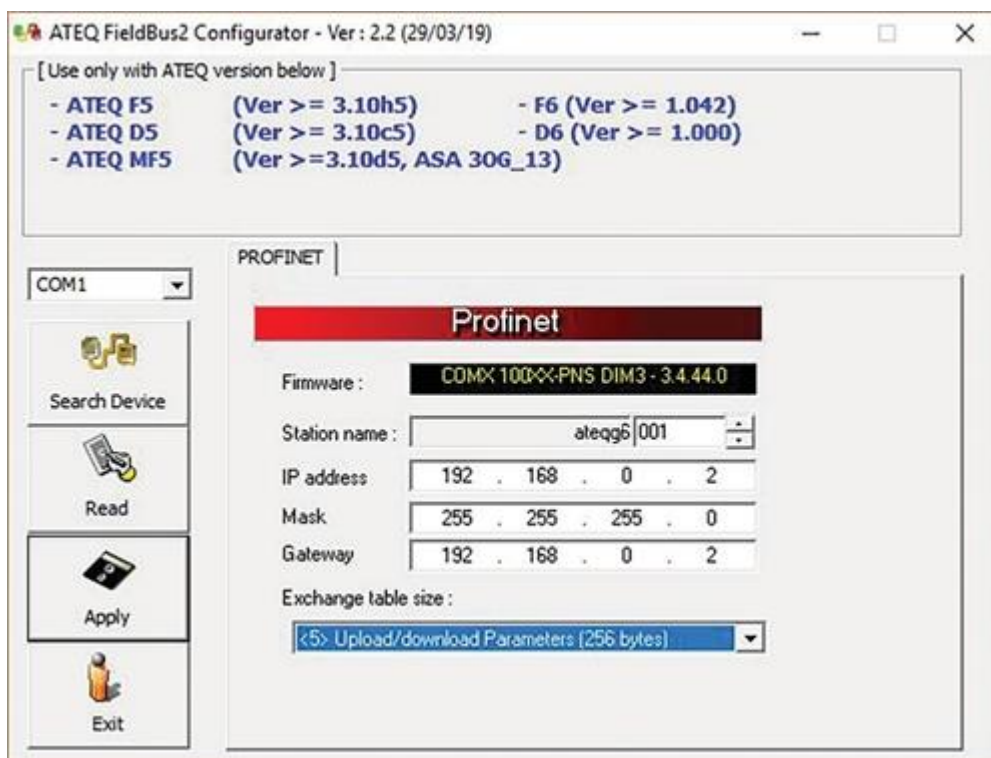 ATEQ FieldBus2 Configurator - Ver : 2.2 (29/03/19)
[ Use only with ATEQ version below ]
- ATEQ F5 (Ver >= 3.10h5) - F6 (Ver >= 1.042)
- ATEQ D5 (Ver >= 3.10c5) - D6 (Ver >= 1.000)
- ATEQ MF5 (Ver >=3.10d5, ASA 3OG_13)
COM1
PROFINET
Profinet
Search Device
Firmware : COMX 100XX-PNS DIM3 - 3.4.44.0
Station name : ateqg6 001
Read
IP address 192 . 168 . 0 . 2
Mask 255 . 255 . 255 . 0
Gateway 192 . 168 . 0 . 2
Apply
Exchange table size :
<5> Upload/download Parameters (256 bytes)
Exit